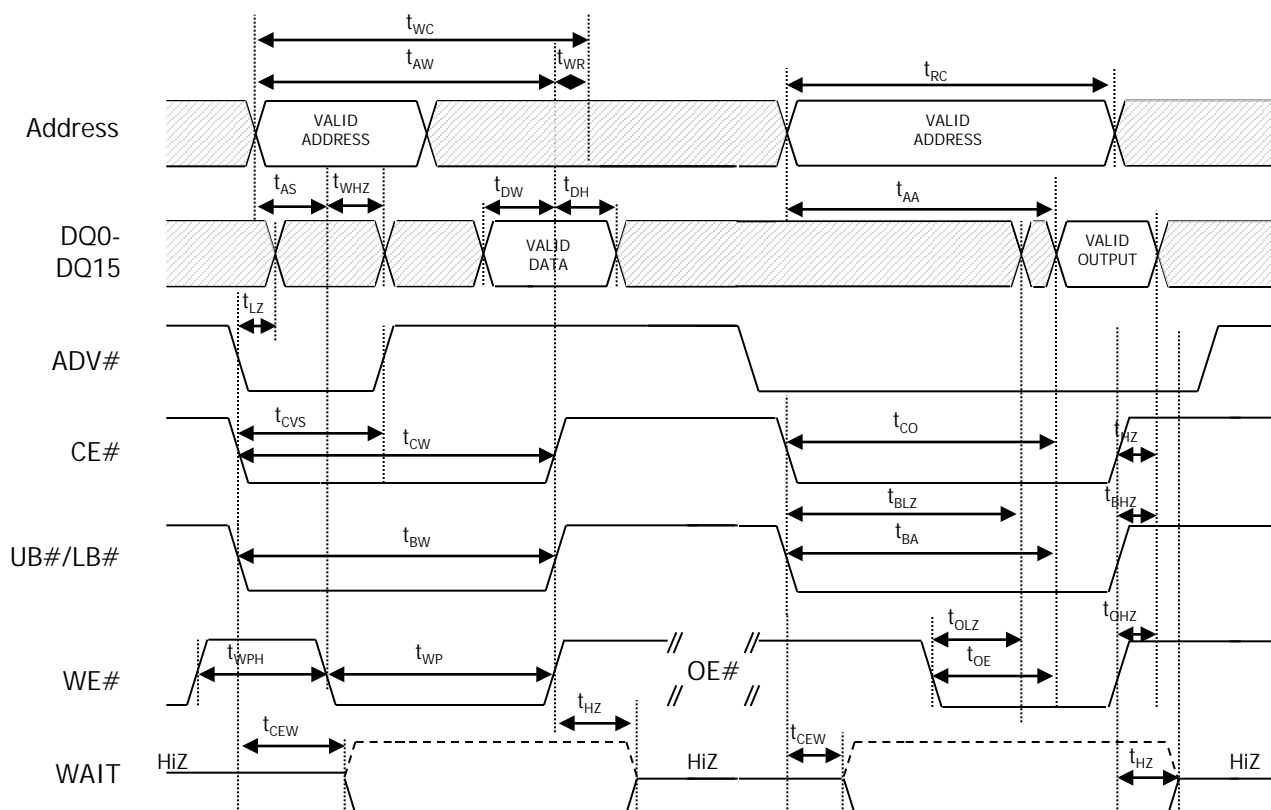 tWC
tAW
tWR
tRC
Address
VALID
ADDRESS
VALID
ADDRESS
tAS
tWHZ
tDW
tDH
tAA
DQ0-
DQ15
VALID
DATA
VALID
OUTPUT
tLZ
ADV#
tCVS
tCW
tCO
tHZ
CE#
tBLZ
tBHZ
tBW
tBA
UB#/LB#
tOLZ
tOHZ
tWPH
tWP
OE#
tOE
WE#
tHZ
tCEW
tCEW
tHZ
WAIT
HiZ
HiZ
HiZ